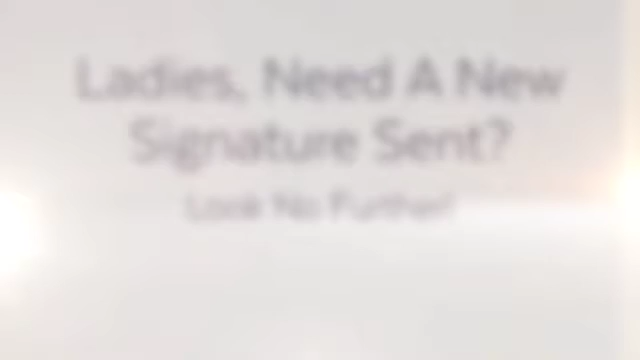 Ladies, Need A New
Signature Sent?
Look No Further!